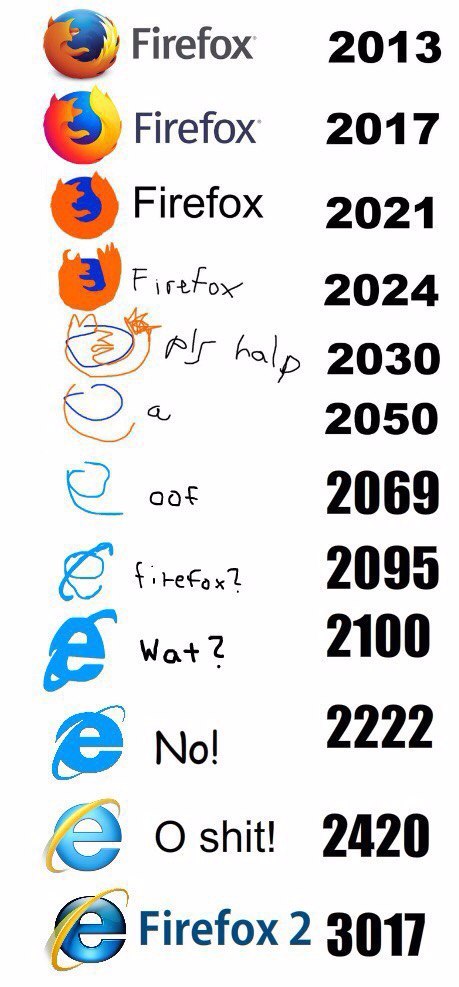 Firefox 2013
Firefox 2017
Firefox 2021
Firefox 2024
pls halp 2030
a 2050
oof 2069
firefox? 2095
Wat? 2100
No! 2222
O shit! 2420
Firefox 2 3017